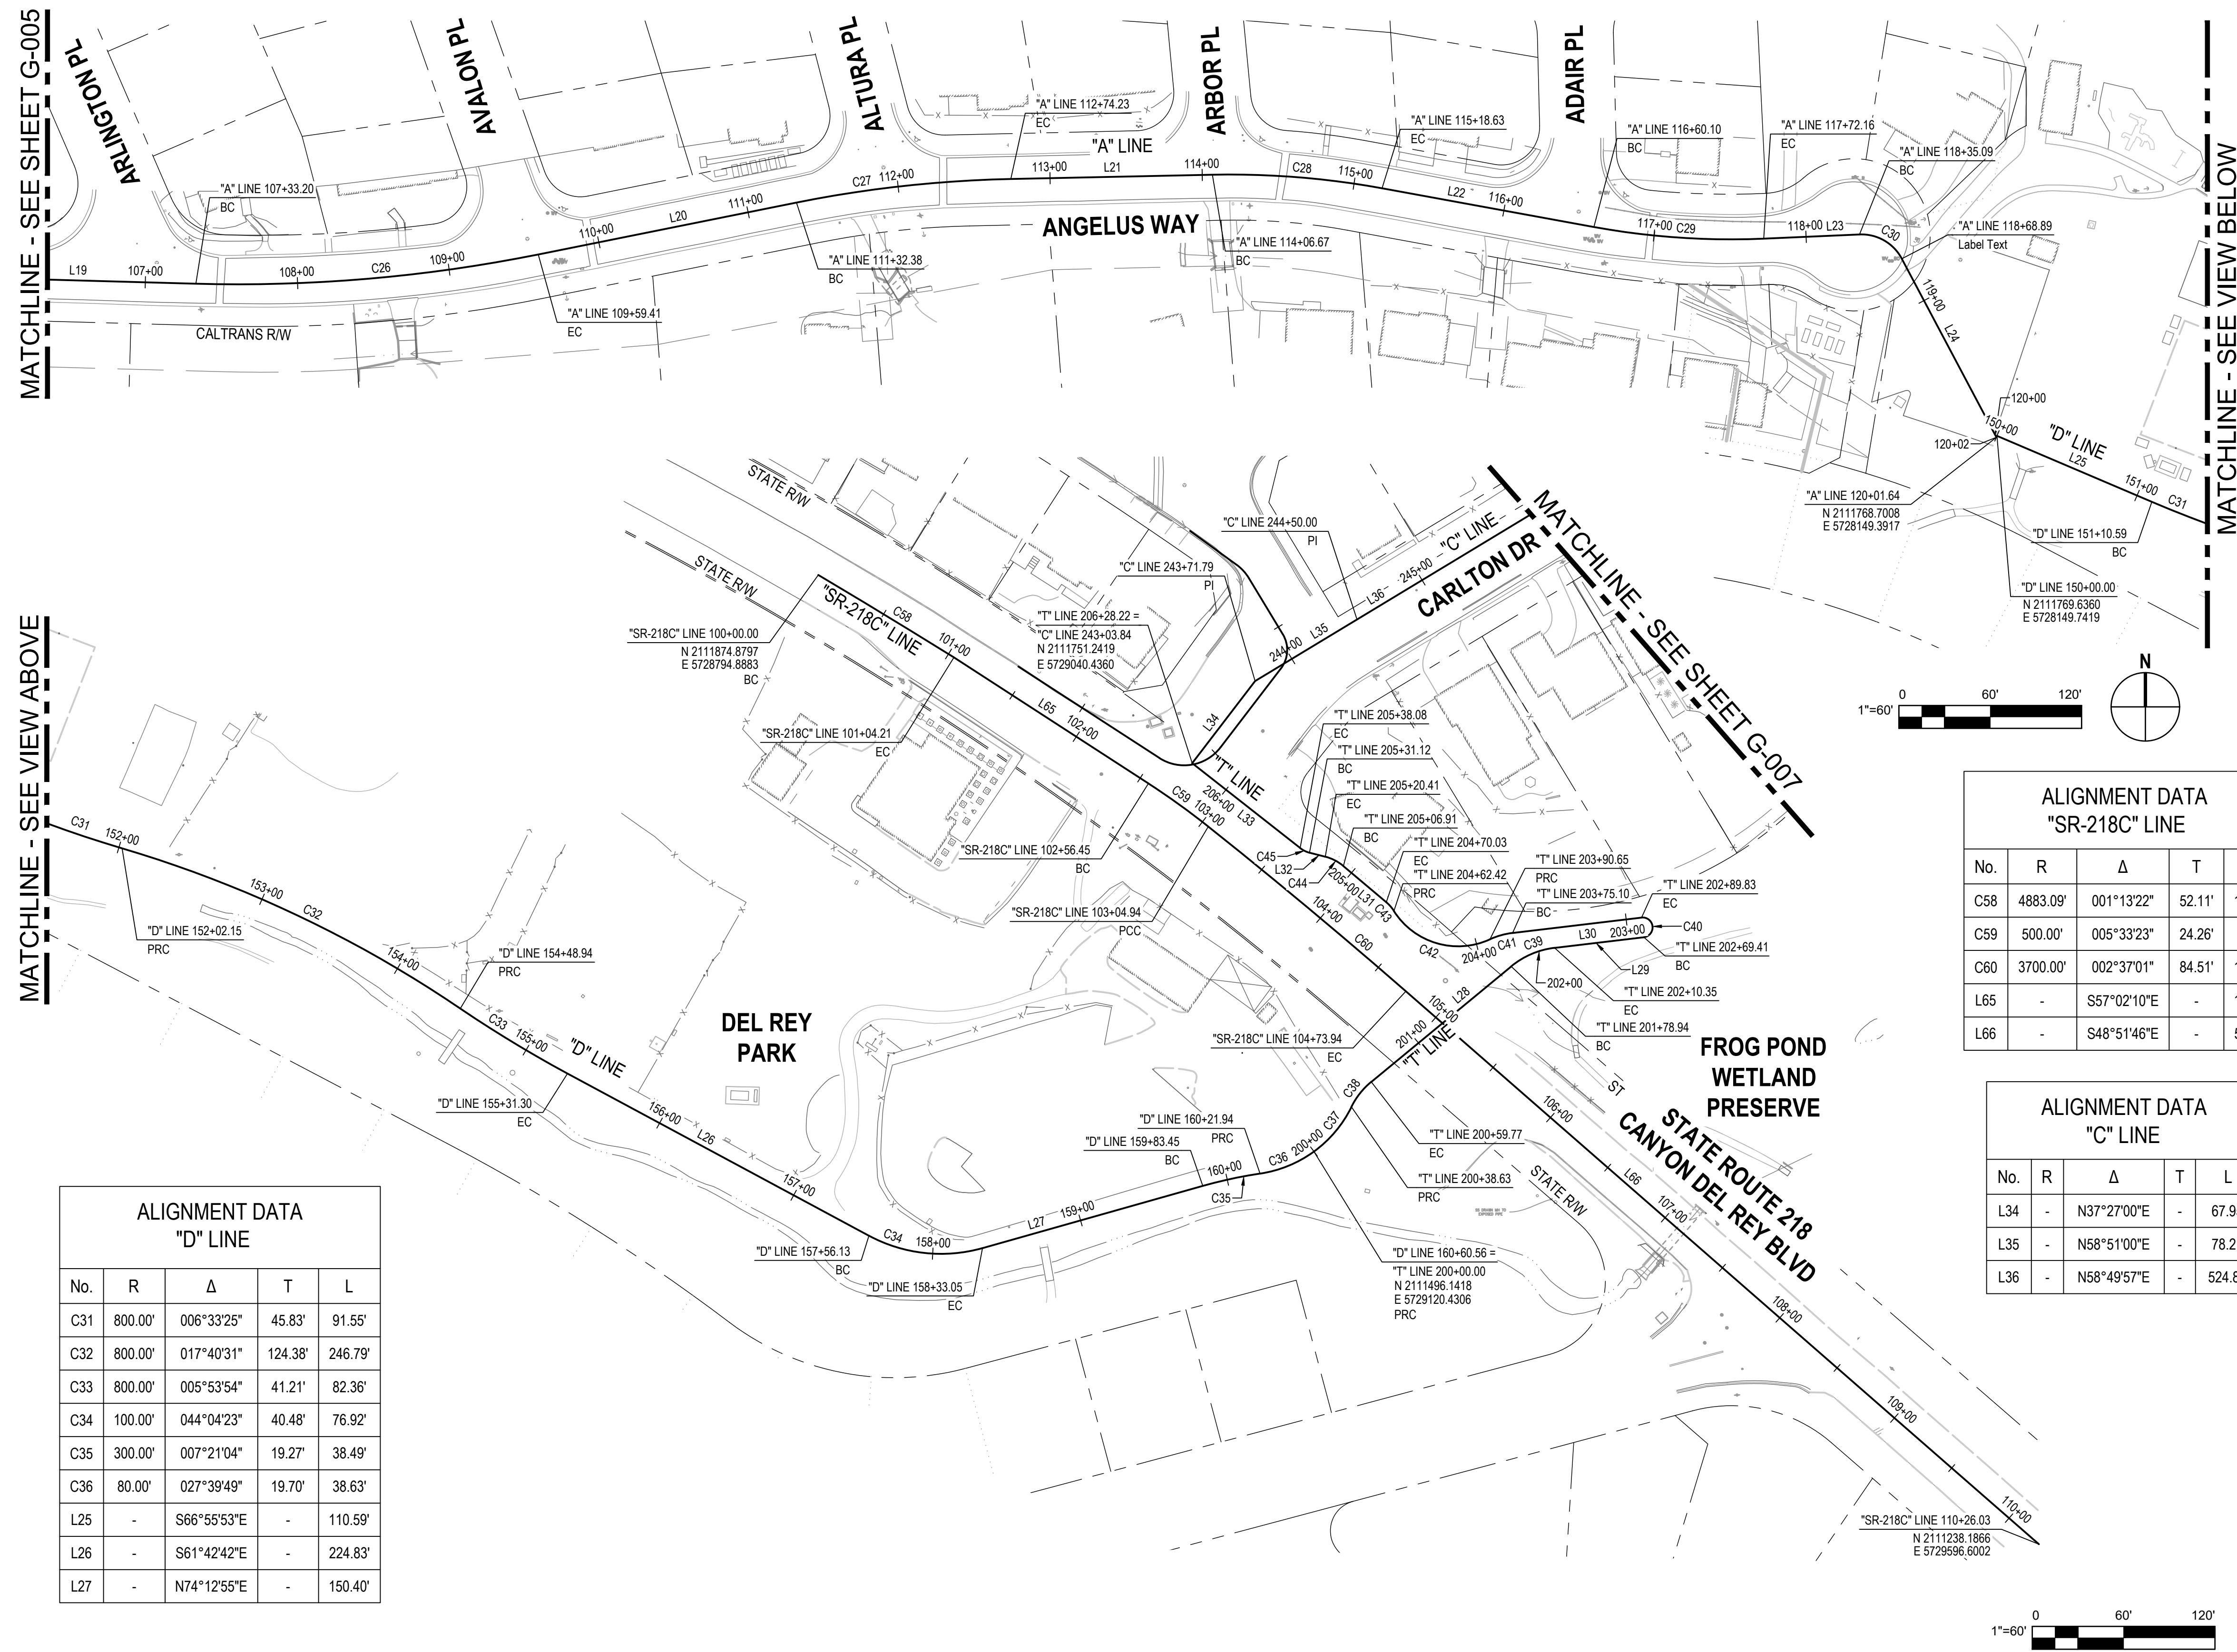 MATCHLINE - SEE SHEET G-005
ARLINGTON PL
AVALON PL
ALTURA PL
ARBOR PL
ADAIR PL
"A" LINE 107+33.20
BC
"A" LINE 112+74.23
EC
"A" LINE
"A" LINE 115+18.63
EC
"A" LINE 116+60.10
BC
"A" LINE 117+72.16
EC
"A" LINE 118+35.09
BC
"A" LINE 118+68.89
Label Text
L19
107+00
108+00
C26
109+00
110+00
L20
111+00
C27
112+00
113+00
L21
114+00
C28
115+00
L22
116+00
117+00
C29
118+00
L23
C30
119+00
L24
ANGELUS WAY
"A" LINE 109+59.41
EC
"A" LINE 111+32.38
BC
"A" LINE 114+06.67
BC
CALTRANS R/W
120+00
150+00
120+02
"D" LINE
L25
151+00
C31
"A" LINE 120+01.64
N 2111768.7008
E 5728149.3917
"D" LINE 151+10.59
BC
"D" LINE 150+00.00
N 2111769.6360
E 5728149.7419
MATCHLINE - SEE VIEW BELOW
N
0 60' 120'
1"=60'
MATCHLINE - SEE VIEW ABOVE
STATE R/W
STATE R/W
"SR-218C" LINE
C58
101+00
L65
102+00
"SR-218C" LINE 100+00.00
N 2111874.8797
E 5728794.8883
BC
"SR-218C" LINE 101+04.21
EC
"C" LINE 244+50.00
PI
"C" LINE 243+71.79
PI
"T" LINE 206+28.22 =
"C" LINE 243+03.84
N 2111751.2419
E 5729040.4360
"C" LINE
245+00
L36
L35
244+00
L34
CARLTON DR
MATCHLINE - SEE SHEET G-007
"T" LINE
206+00
L33
C59
103+00
"SR-218C" LINE 102+56.45
BC
"SR-218C" LINE 103+04.94
PCC
"T" LINE 205+38.08
EC
"T" LINE 205+31.12
BC
"T" LINE 205+20.41
EC
"T" LINE 205+06.91
BC
"T" LINE 204+70.03
EC
"T" LINE 204+62.42
PRC
"T" LINE 203+90.65
PRC
"T" LINE 203+75.10
BC
"T" LINE 202+89.83
EC
C45
L32
C44
205+00
L31
C43
C42
204+00
C41
C39
L30
203+00
C40
"T" LINE 202+69.41
BC
L29
202+00
"T" LINE 202+10.35
EC
"T" LINE 201+78.94
BC
104+00
C60
105+00
L28
201+00
"T" LINE
"SR-218C" LINE 104+73.94
EC
ST
C31
152+00
"D" LINE 152+02.15
PRC
153+00
C32
154+00
"D" LINE 154+48.94
PRC
C33
155+00
"D" LINE
"D" LINE 155+31.30
EC
156+00
L26
157+00
DEL REY
PARK
"D" LINE 157+56.13
BC
C34
158+00
"D" LINE 158+33.05
EC
L27
159+00
"D" LINE 159+83.45
BC
"D" LINE 160+21.94
PRC
160+00
C35
C36
200+00
C37
C38
"T" LINE 200+59.77
EC
"T" LINE 200+38.63
PRC
"D" LINE 160+60.56 =
"T" LINE 200+00.00
N 2111496.1418
E 5729120.4306
PRC
STATE R/W
FROG POND
WETLAND
PRESERVE
STATE ROUTE 218
CANYON DEL REY BLVD
106+00
L66
107+00
108+00
109+00
110+00
"SR-218C" LINE 110+26.03
N 2111238.1866
E 5729596.6002
ALIGNMENT DATA
"SR-218C" LINE
No. R Δ T
C58 4883.09' 001°13'22" 52.11'
C59 500.00' 005°33'23" 24.26'
C60 3700.00' 002°37'01" 84.51'
L65 - S57°02'10"E -
L66 - S48°51'46"E -
ALIGNMENT DATA
"C" LINE
No. R Δ T L
L34 - N37°27'00"E - 67.9
L35 - N58°51'00"E - 78.2
L36 - N58°49'57"E - 524.8
ALIGNMENT DATA
"D" LINE
No. R Δ T L
C31 800.00' 006°33'25" 45.83' 91.55'
C32 800.00' 017°40'31" 124.38' 246.79'
C33 800.00' 005°53'54" 41.21' 82.36'
C34 100.00' 044°04'23" 40.48' 76.92'
C35 300.00' 007°21'04" 19.27' 38.49'
C36 80.00' 027°39'49" 19.70' 38.63'
L25 - S66°55'53"E - 110.59'
L26 - S61°42'42"E - 224.83'
L27 - N74°12'55"E - 150.40'
0 60' 120'
1"=60'